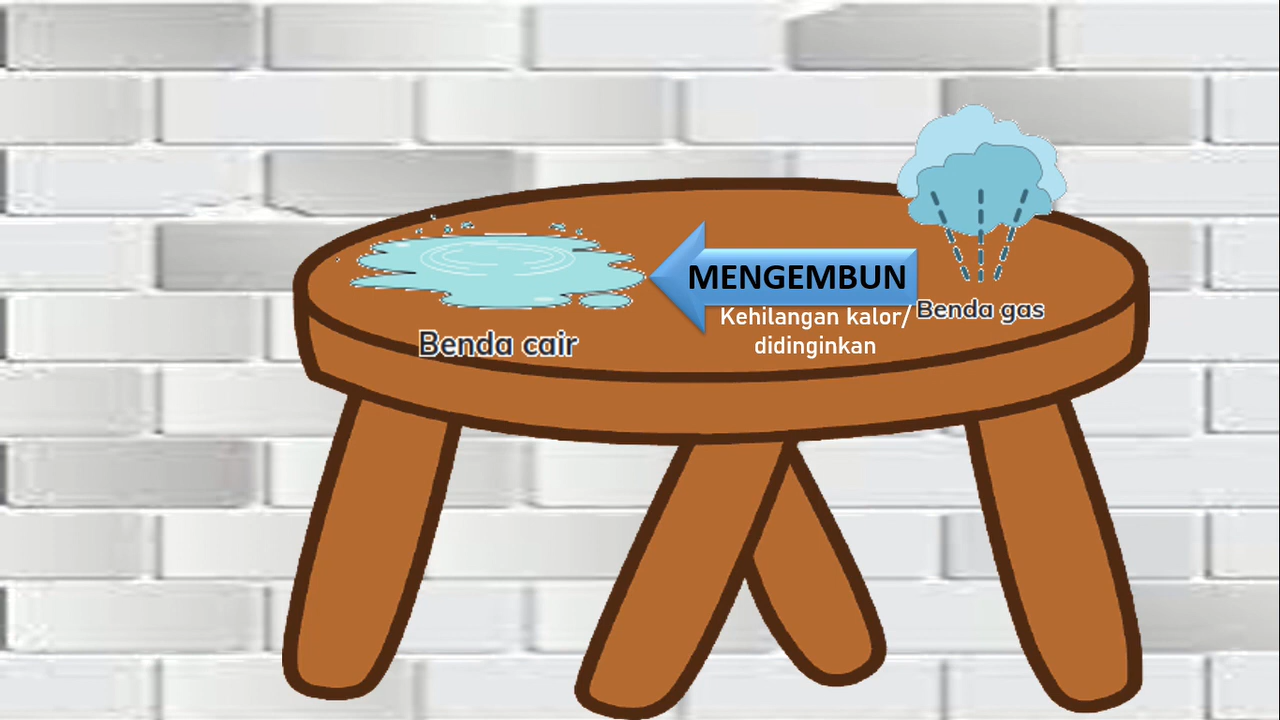 MENGEMBUN
Kehilangan kalor/
didinginkan
Benda gas
Benda cair